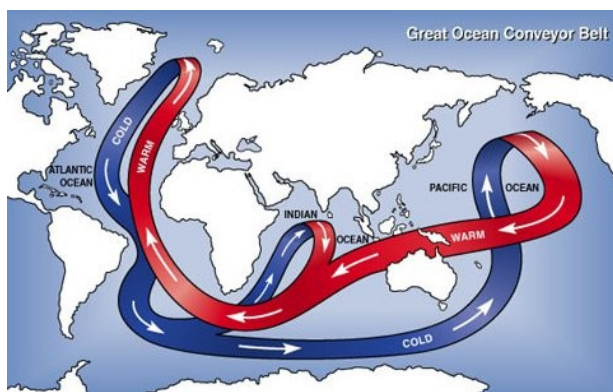 Great Ocean Conveyor Belt
COLD
WARM
ATLANTIC
OCEAN
PACIFIC
OCEAN
INDIAN
OCEAN
WARM
COLD